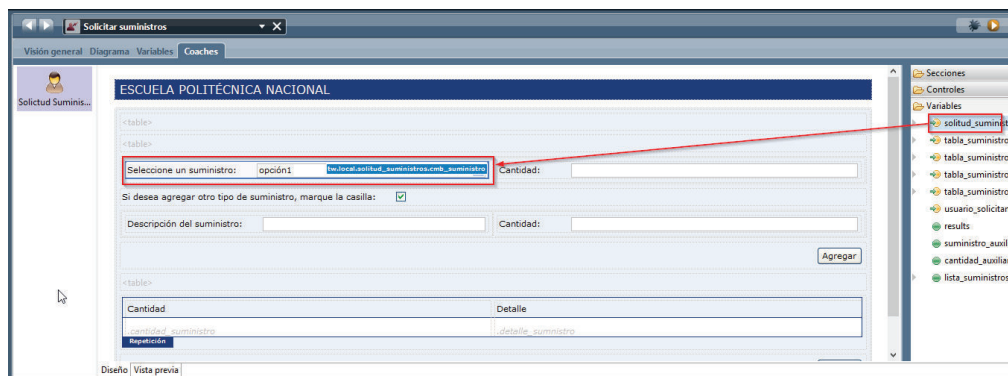 Solicitar suministros
Visión general Diagrama Variables Coaches
Solictud Suminis...
ESCUELA POLITÉCNICA NACIONAL
<table>
<table>
Seleccione un suministro: opción1 tw.local.solitud_suministros.cmb_suministro Cantidad:
Si desea agregar otro tipo de suministro, marque la casilla:
Descripción del suministro: Cantidad:
Agregar
<table>
Cantidad Detalle
.cantidad_suministro .detalle_sumnistro
Repetición
Diseño Vista previa
Secciones
Controles
Variables
solitud_suminist
tabla_suministro
tabla_suministro
tabla_suministro
tabla_suministro
usuario_solicitan
results
suministro_auxil
cantidad_auxiliar
lista_suministros